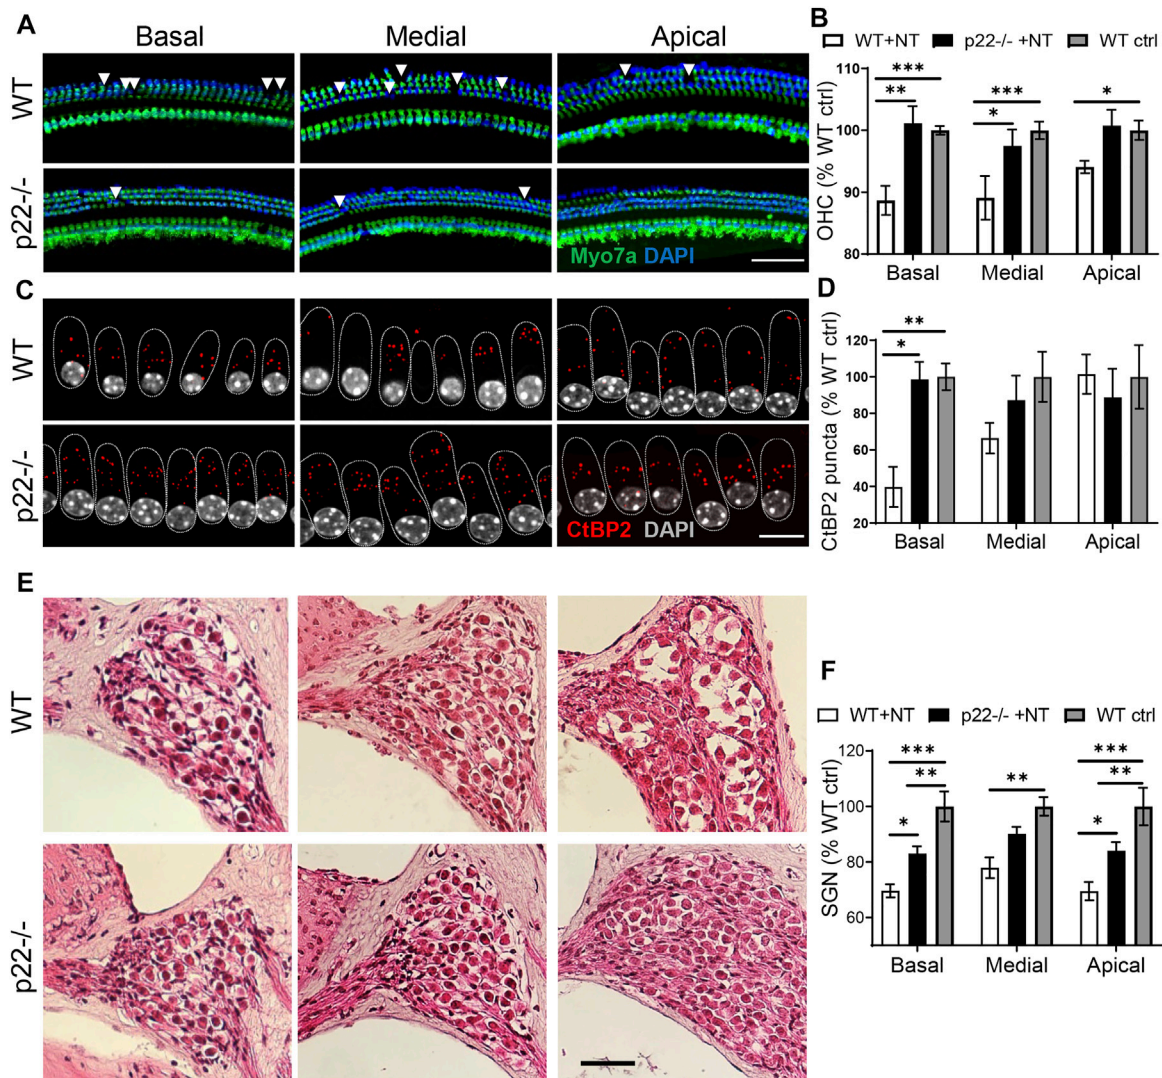 A
Basal
Medial
Apical
WT
p22-/-
Myo7a DAPI
B
WT+NT
p22-/- +NT
WT ctrl
OHC (% WT ctrl)
110
100
90
80
***
**
***
*
*
Basal
Medial
Apical
C
WT
p22-/-
CtBP2 DAPI
D
CtBP2 puncta (% WT ctrl)
120
100
80
60
40
20
**
*
Basal
Medial
Apical
E
WT
p22-/-
F
WT+NT
p22-/- +NT
WT ctrl
SGN (% WT ctrl)
120
100
80
60
***
**
*
**
***
**
*
Basal
Medial
Apical